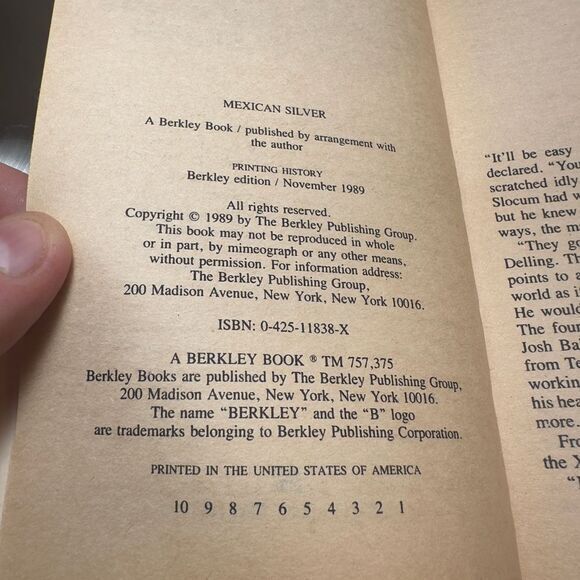 MEXICAN SILVER
A Berkley Book / published by arrangement with
the author
PRINTING HISTORY
Berkley edition / November 1989
All rights reserved.
Copyright © 1989 by The Berkley Publishing Group.
This book may not be reproduced in whole
or in part, by mimeograph or any other means,
without permission. For information address:
The Berkley Publishing Group,
200 Madison Avenue, New York, New York 10016.
ISBN: 0-425-11838-X
A BERKLEY BOOK ® TM 757,375
Berkley Books are published by The Berkley Publishing Group,
200 Madison Avenue, New York, New York 10016.
The name "BERKLEY" and the "B" logo
are trademarks belonging to Berkley Publishing Corporation.
PRINTED IN THE UNITED STATES OF AMERICA
10 9 8 7 6 5 4 3 2 1
"It'll be easy
declared. "You
scratched idly
Slocum had w
but he knew
ways, the m
"They go
Delling. Th
points to a
world as i
He would
The four
Josh Bal
from Te
working
his hea
more.
Fro
the X